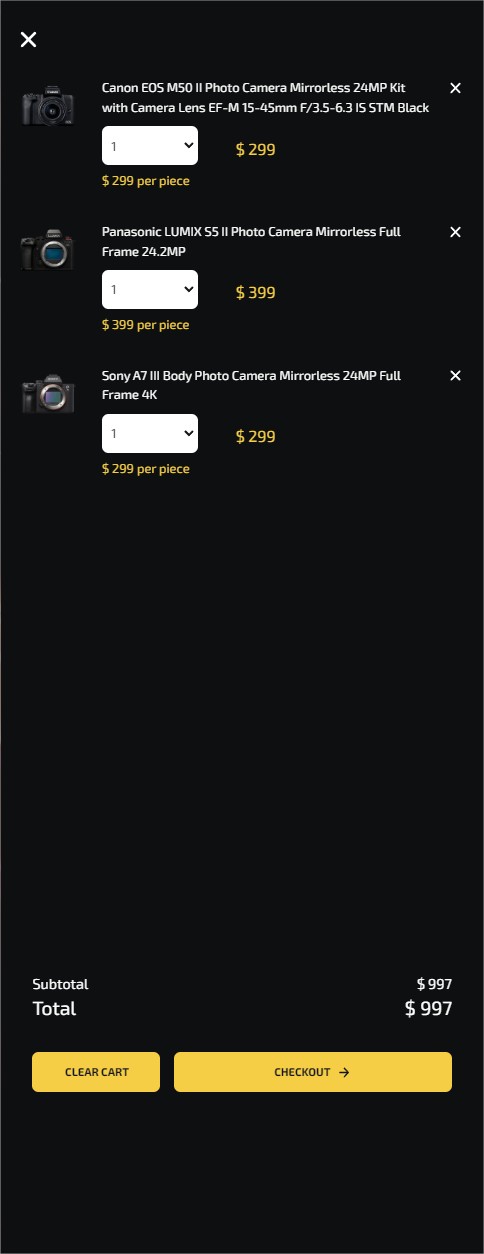 Canon EOS M50 II Photo Camera Mirrorless 24MP Kit
with Camera Lens EF-M 15-45mm F/3.5-6.3 IS STM Black
1
$ 299
$ 299 per piece
Panasonic LUMIX S5 II Photo Camera Mirrorless Full
Frame 24.2MP
1
$ 399
$ 399 per piece
Sony A7 III Body Photo Camera Mirrorless 24MP Full
Frame 4K
1
$ 299
$ 299 per piece
Subtotal $ 997
Total $ 997
CLEAR CART CHECKOUT →